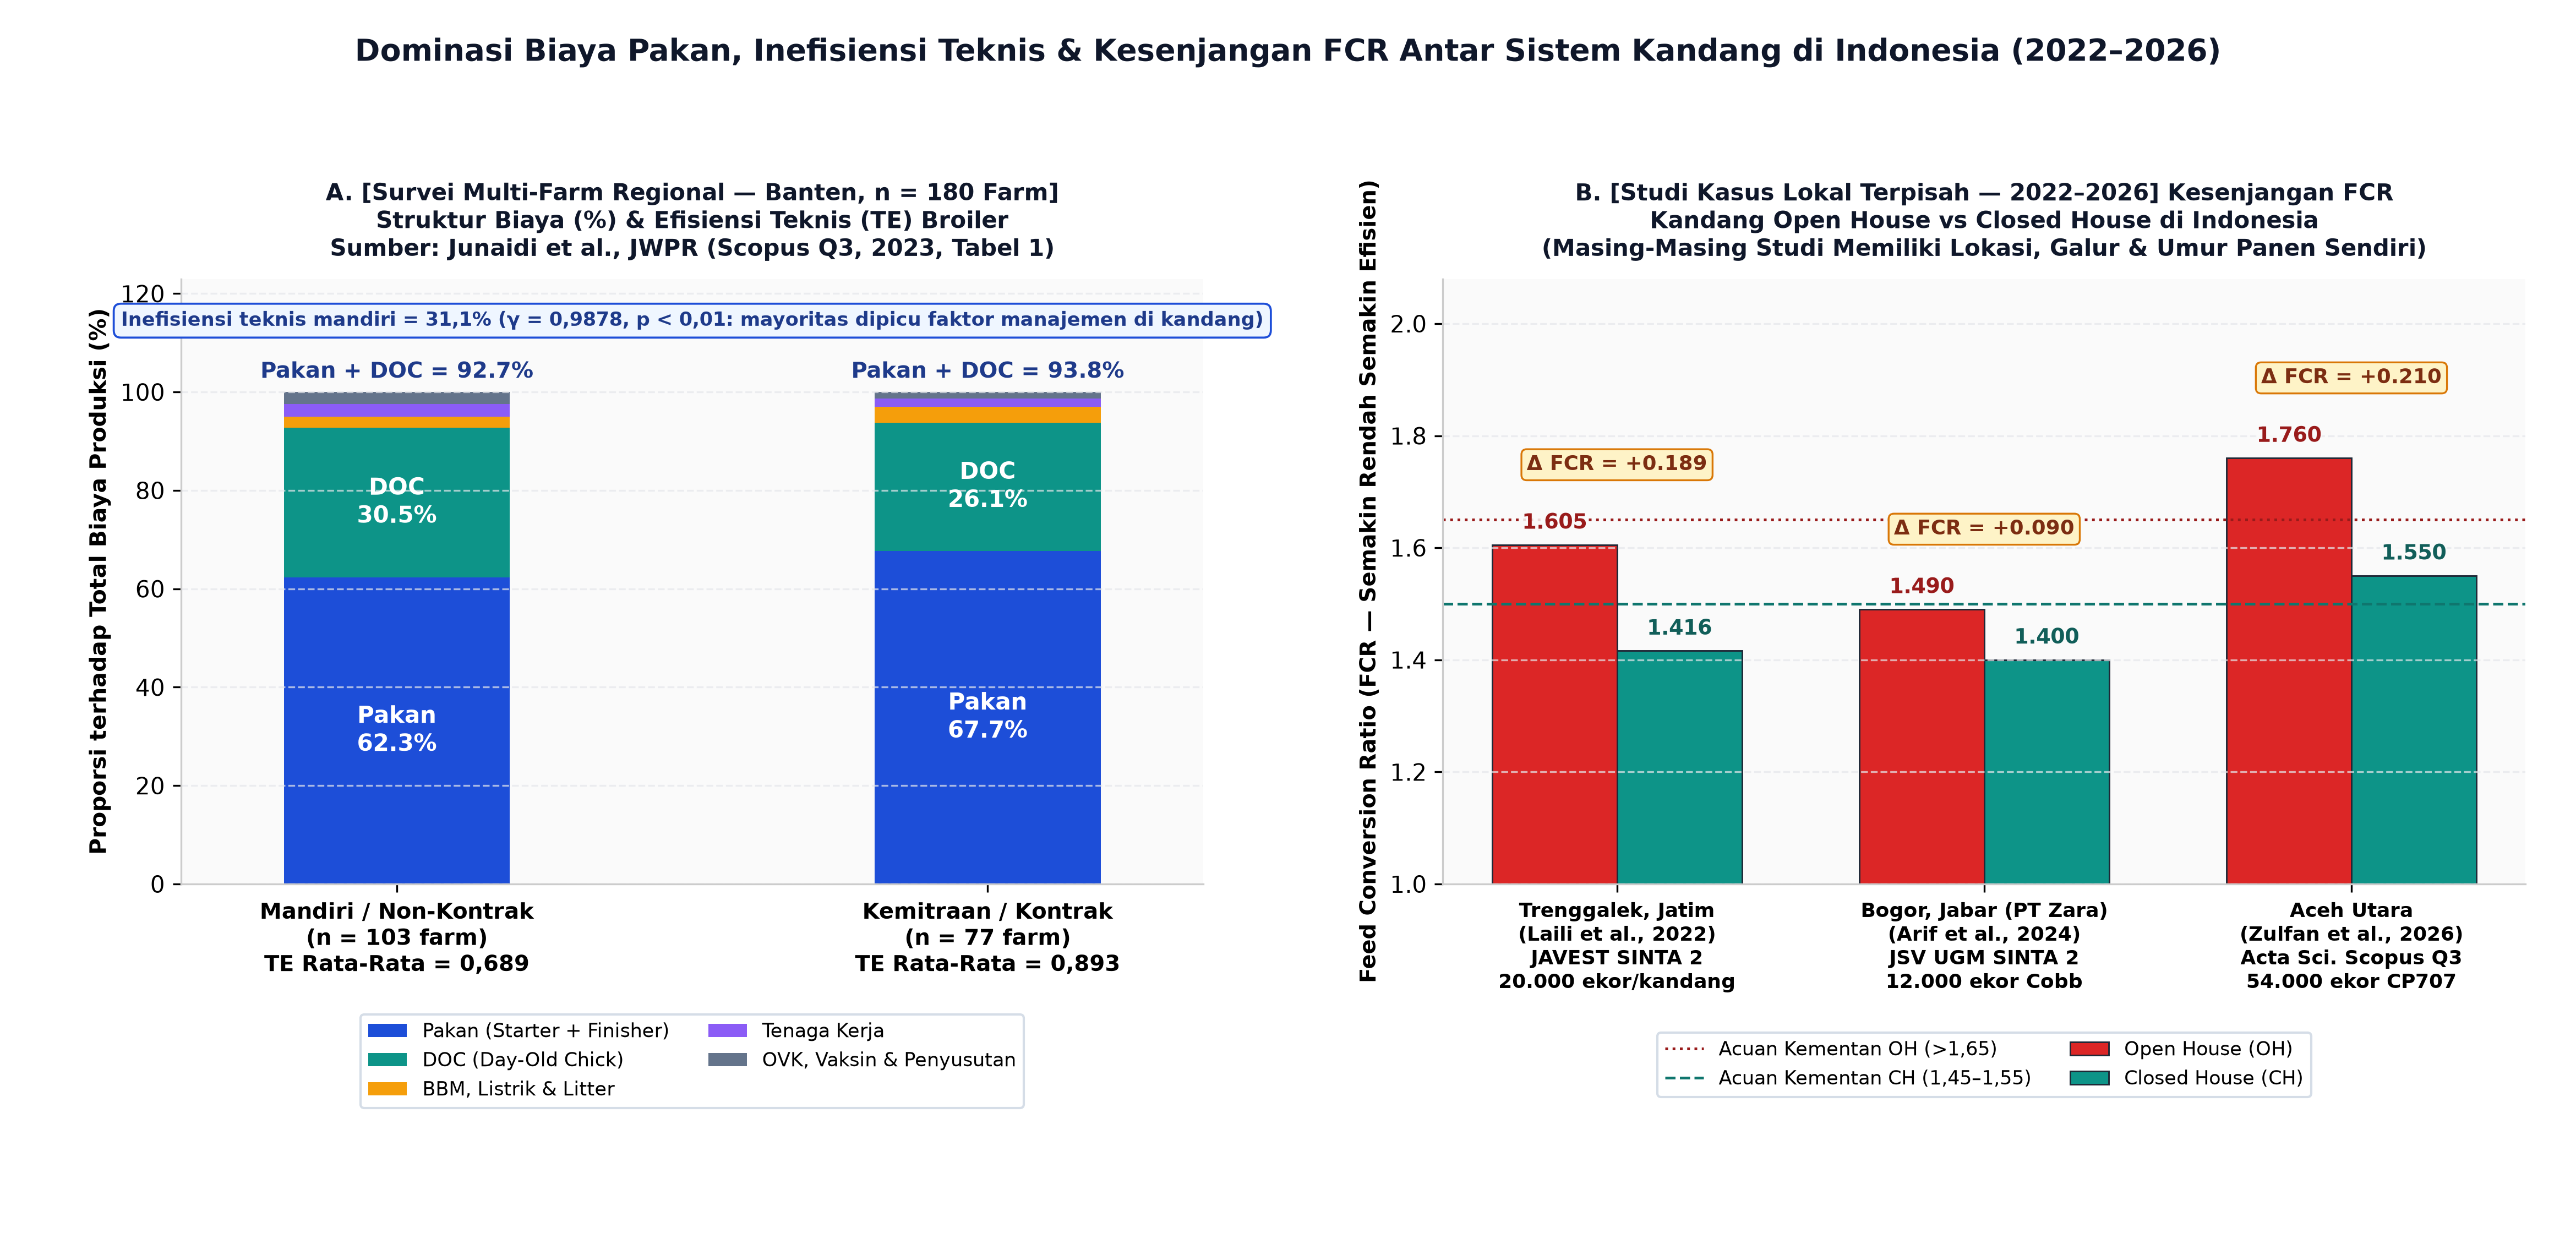 Dominasi Biaya Pakan, Inefisiensi Teknis & Kesenjangan FCR Antar Sistem Kandang di Indonesia (2022–2026)
A. [Survei Multi-Farm Regional — Banten, n = 180 Farm]
Struktur Biaya (%) & Efisiensi Teknis (TE) Broiler
Sumber: Junaidi et al., JWPR (Scopus Q3, 2023, Tabel 1)
Proporsi terhadap Total Biaya Produksi (%)
120
100
80
60
40
20
0
Inefisiensi teknis mandiri = 31,1% (γ = 0,9878, p < 0,01: mayoritas dipicu faktor manajemen di kandang)
Pakan + DOC = 92.7%
Pakan + DOC = 93.8%
DOC
30.5%
DOC
26.1%
Pakan
62.3%
Pakan
67.7%
Mandiri / Non-Kontrak
(n = 103 farm)
TE Rata-Rata = 0,689
Kemitraan / Kontrak
(n = 77 farm)
TE Rata-Rata = 0,893
Pakan (Starter + Finisher)
DOC (Day-Old Chick)
BBM, Listrik & Litter
Tenaga Kerja
OVK, Vaksin & Penyusutan
B. [Studi Kasus Lokal Terpisah — 2022–2026] Kesenjangan FCR
Kandang Open House vs Closed House di Indonesia
(Masing-Masing Studi Memiliki Lokasi, Galur & Umur Panen Sendiri)
Feed Conversion Ratio (FCR — Semakin Rendah Semakin Efisien)
2.0
1.8
1.6
1.4
1.2
1.0
Δ FCR = +0.189
1.605
1.416
Δ FCR = +0.090
1.490
1.400
Δ FCR = +0.210
1.760
1.550
Trenggalek, Jatim
(Laili et al., 2022)
JAVEST SINTA 2
20.000 ekor/kandang
Bogor, Jabar (PT Zara)
(Arif et al., 2024)
JSV UGM SINTA 2
12.000 ekor Cobb
Aceh Utara
(Zulfan et al., 2026)
Acta Sci. Scopus Q3
54.000 ekor CP707
Acuan Kementan OH (>1,65)
Acuan Kementan CH (1,45–1,55)
Open House (OH)
Closed House (CH)